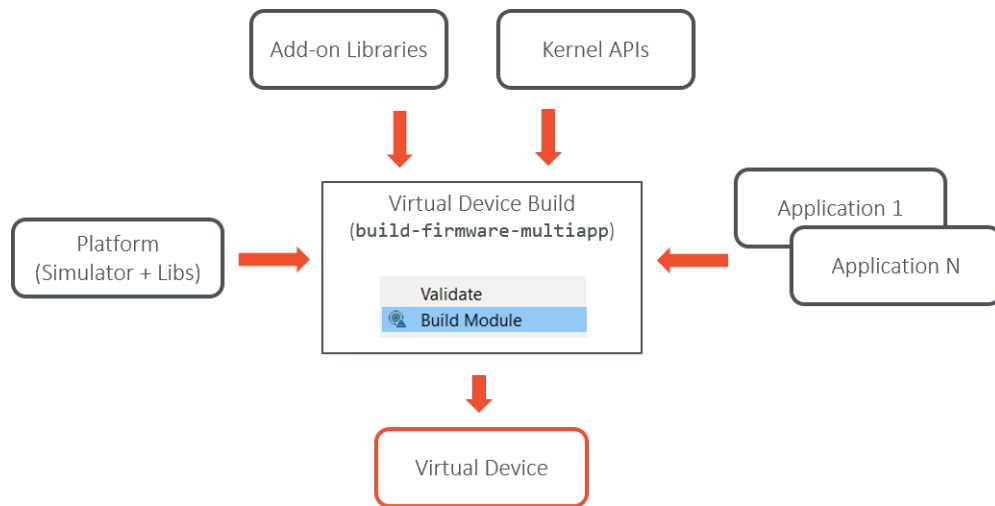 Add-on Libraries
Kernel APIs
Virtual Device Build
(build-firmware-multiapp)
Validate
Build Module
Platform
(Simulator + Libs)
Application 1
Application N
Virtual Device